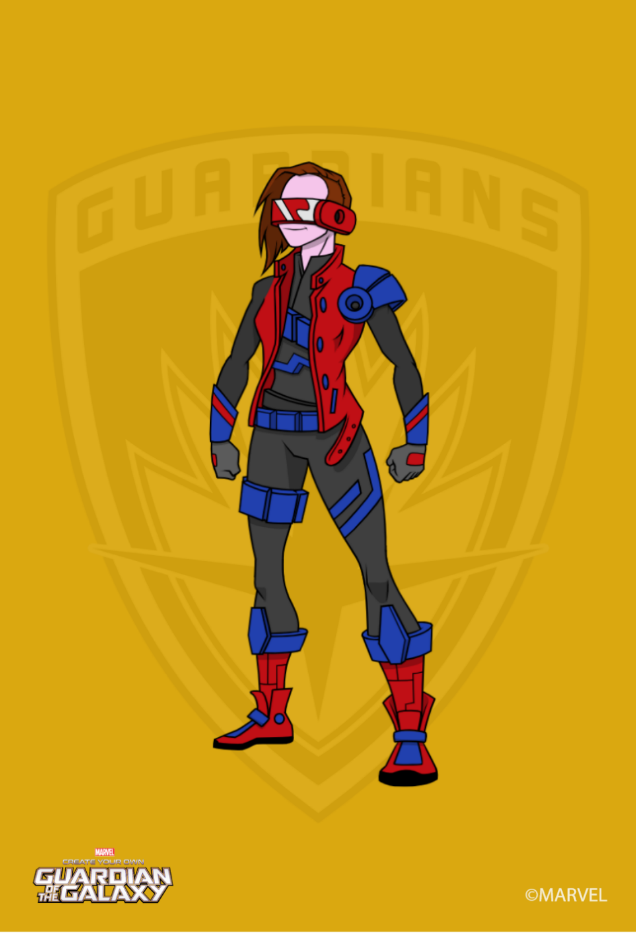 GUARDIANS
MARVEL
CREATE YOUR OWN
GUARDIAN
OF THE GALAXY
©MARVEL